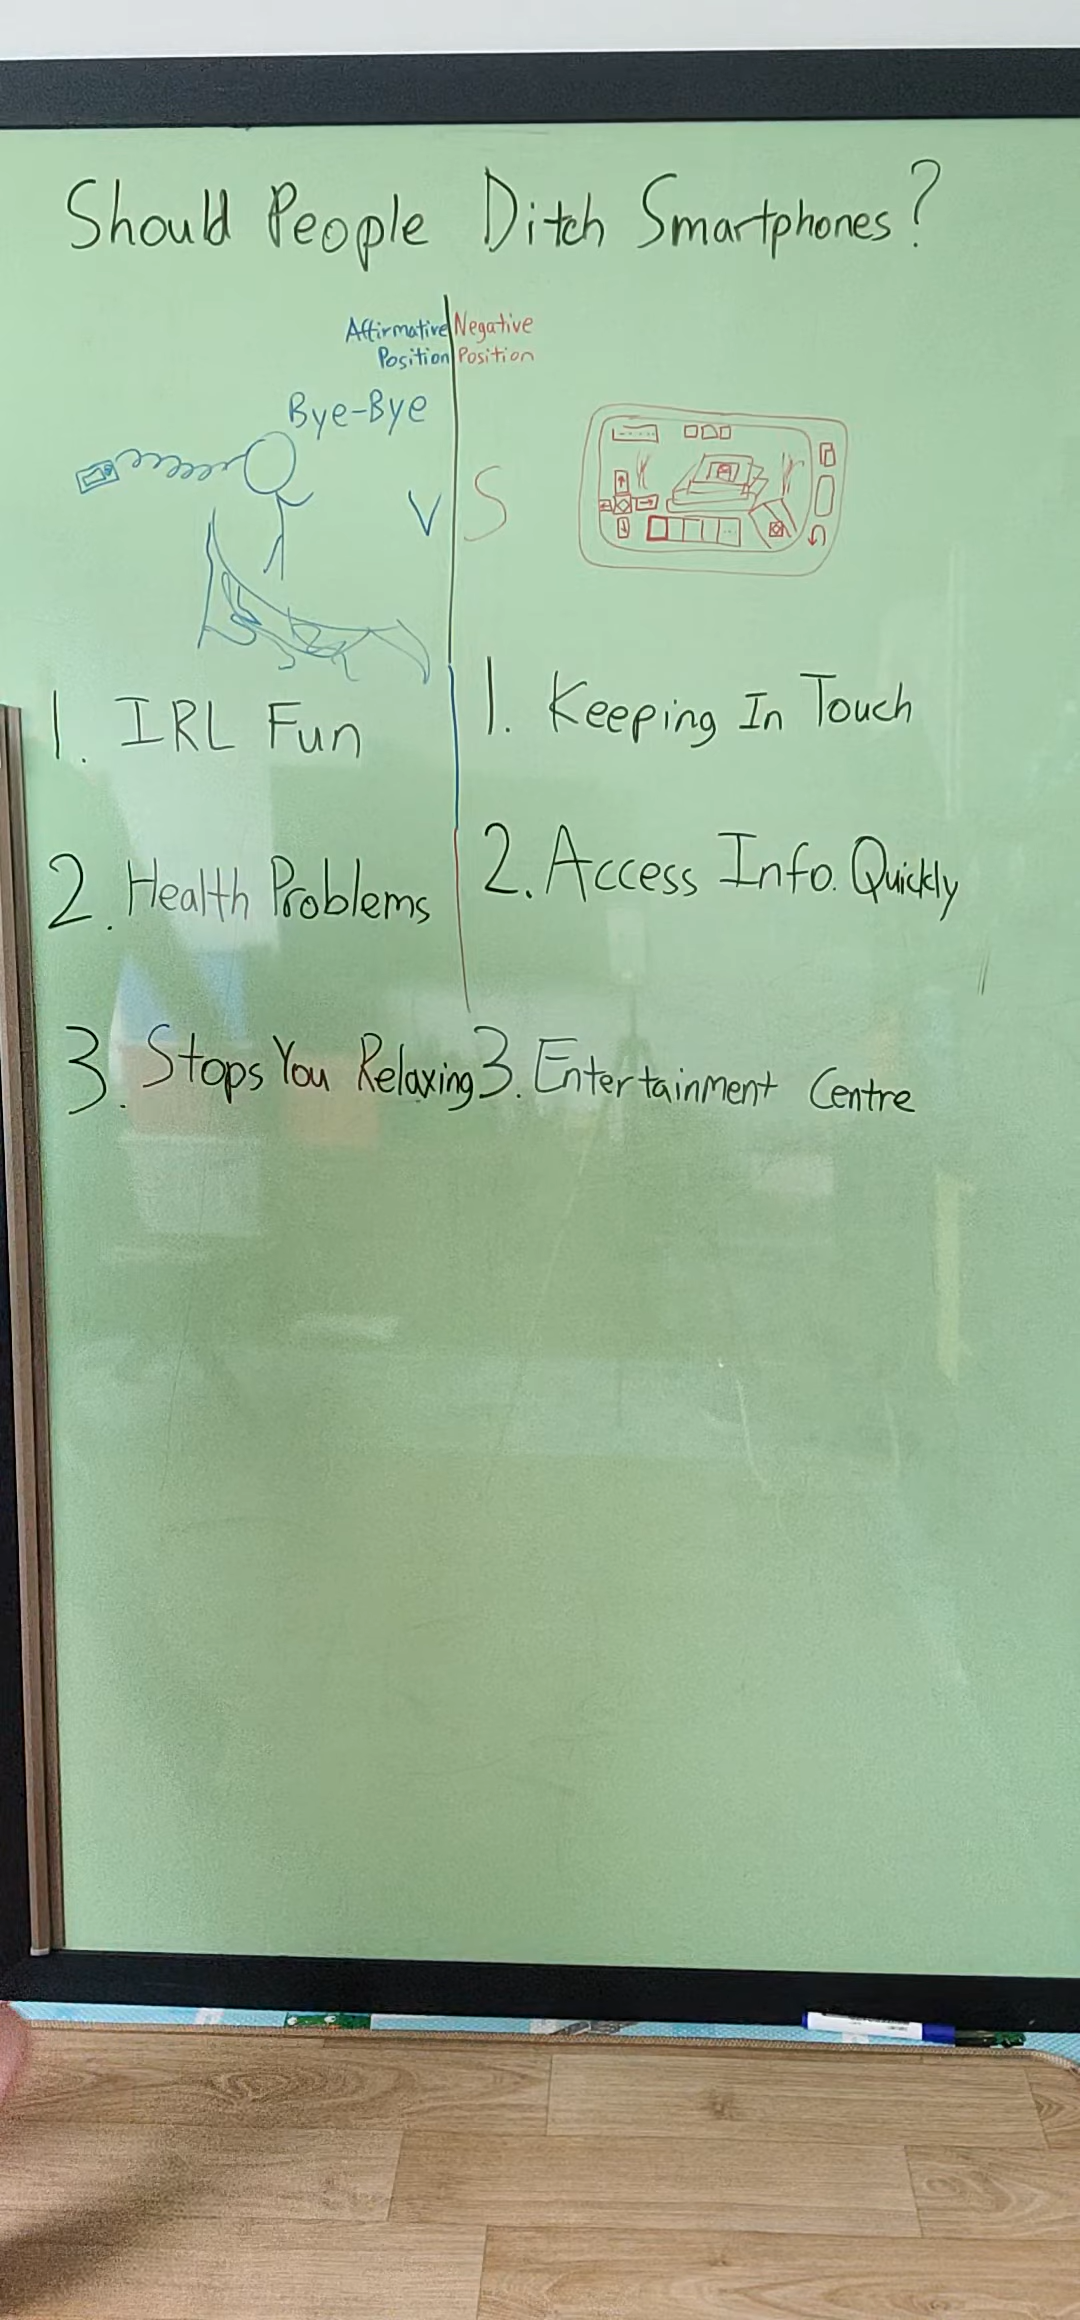 Should People Ditch Smartphones?
Affirmative Position
Negative Position
Bye-Bye
VS
1. IRL Fun
2. Health Problems
3. Stops You Relaxing
1. Keeping In Touch
2. Access Info. Quickly
3. Entertainment Centre